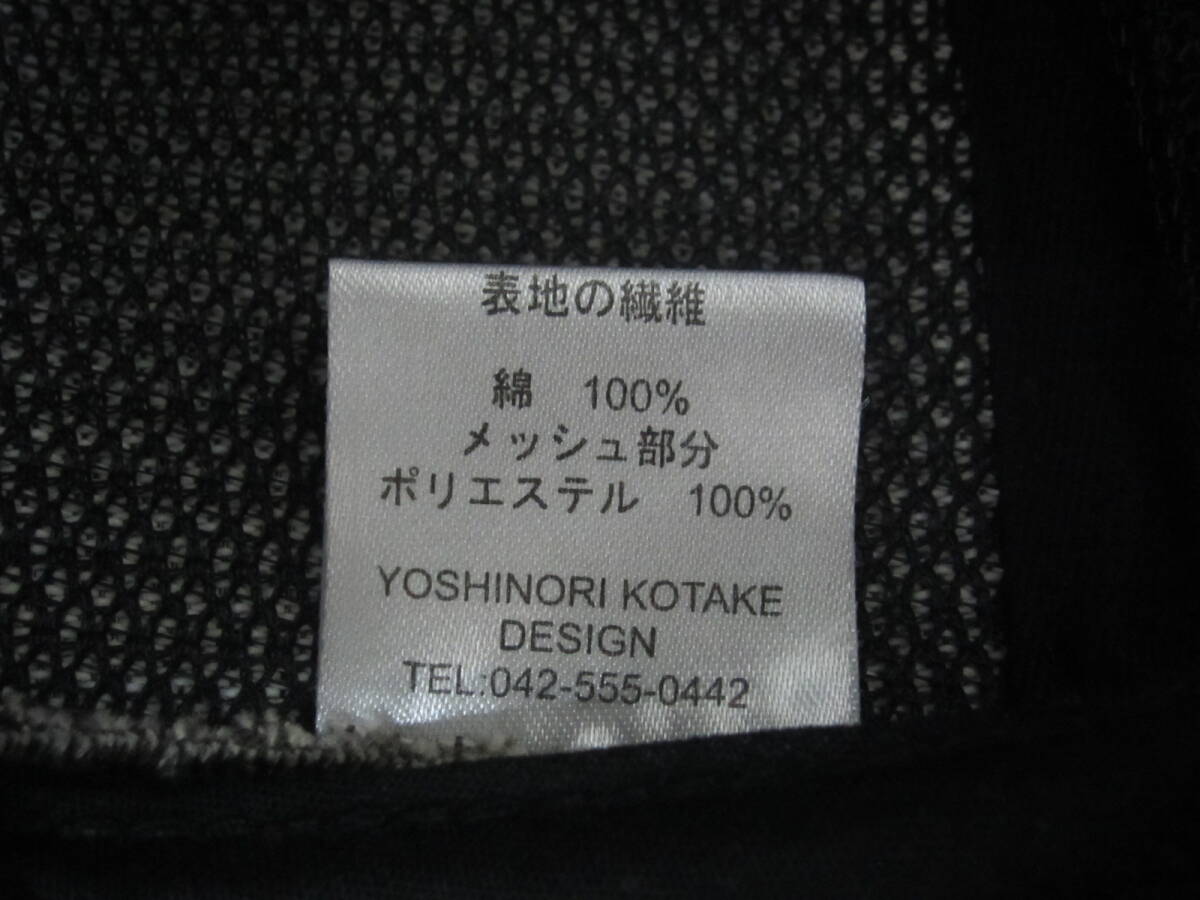 表地の繊維
綿　100%
メッシュ部分
ポリエステル　100%
YOSHINORI KOTAKE
DESIGN
TEL:042-555-0442